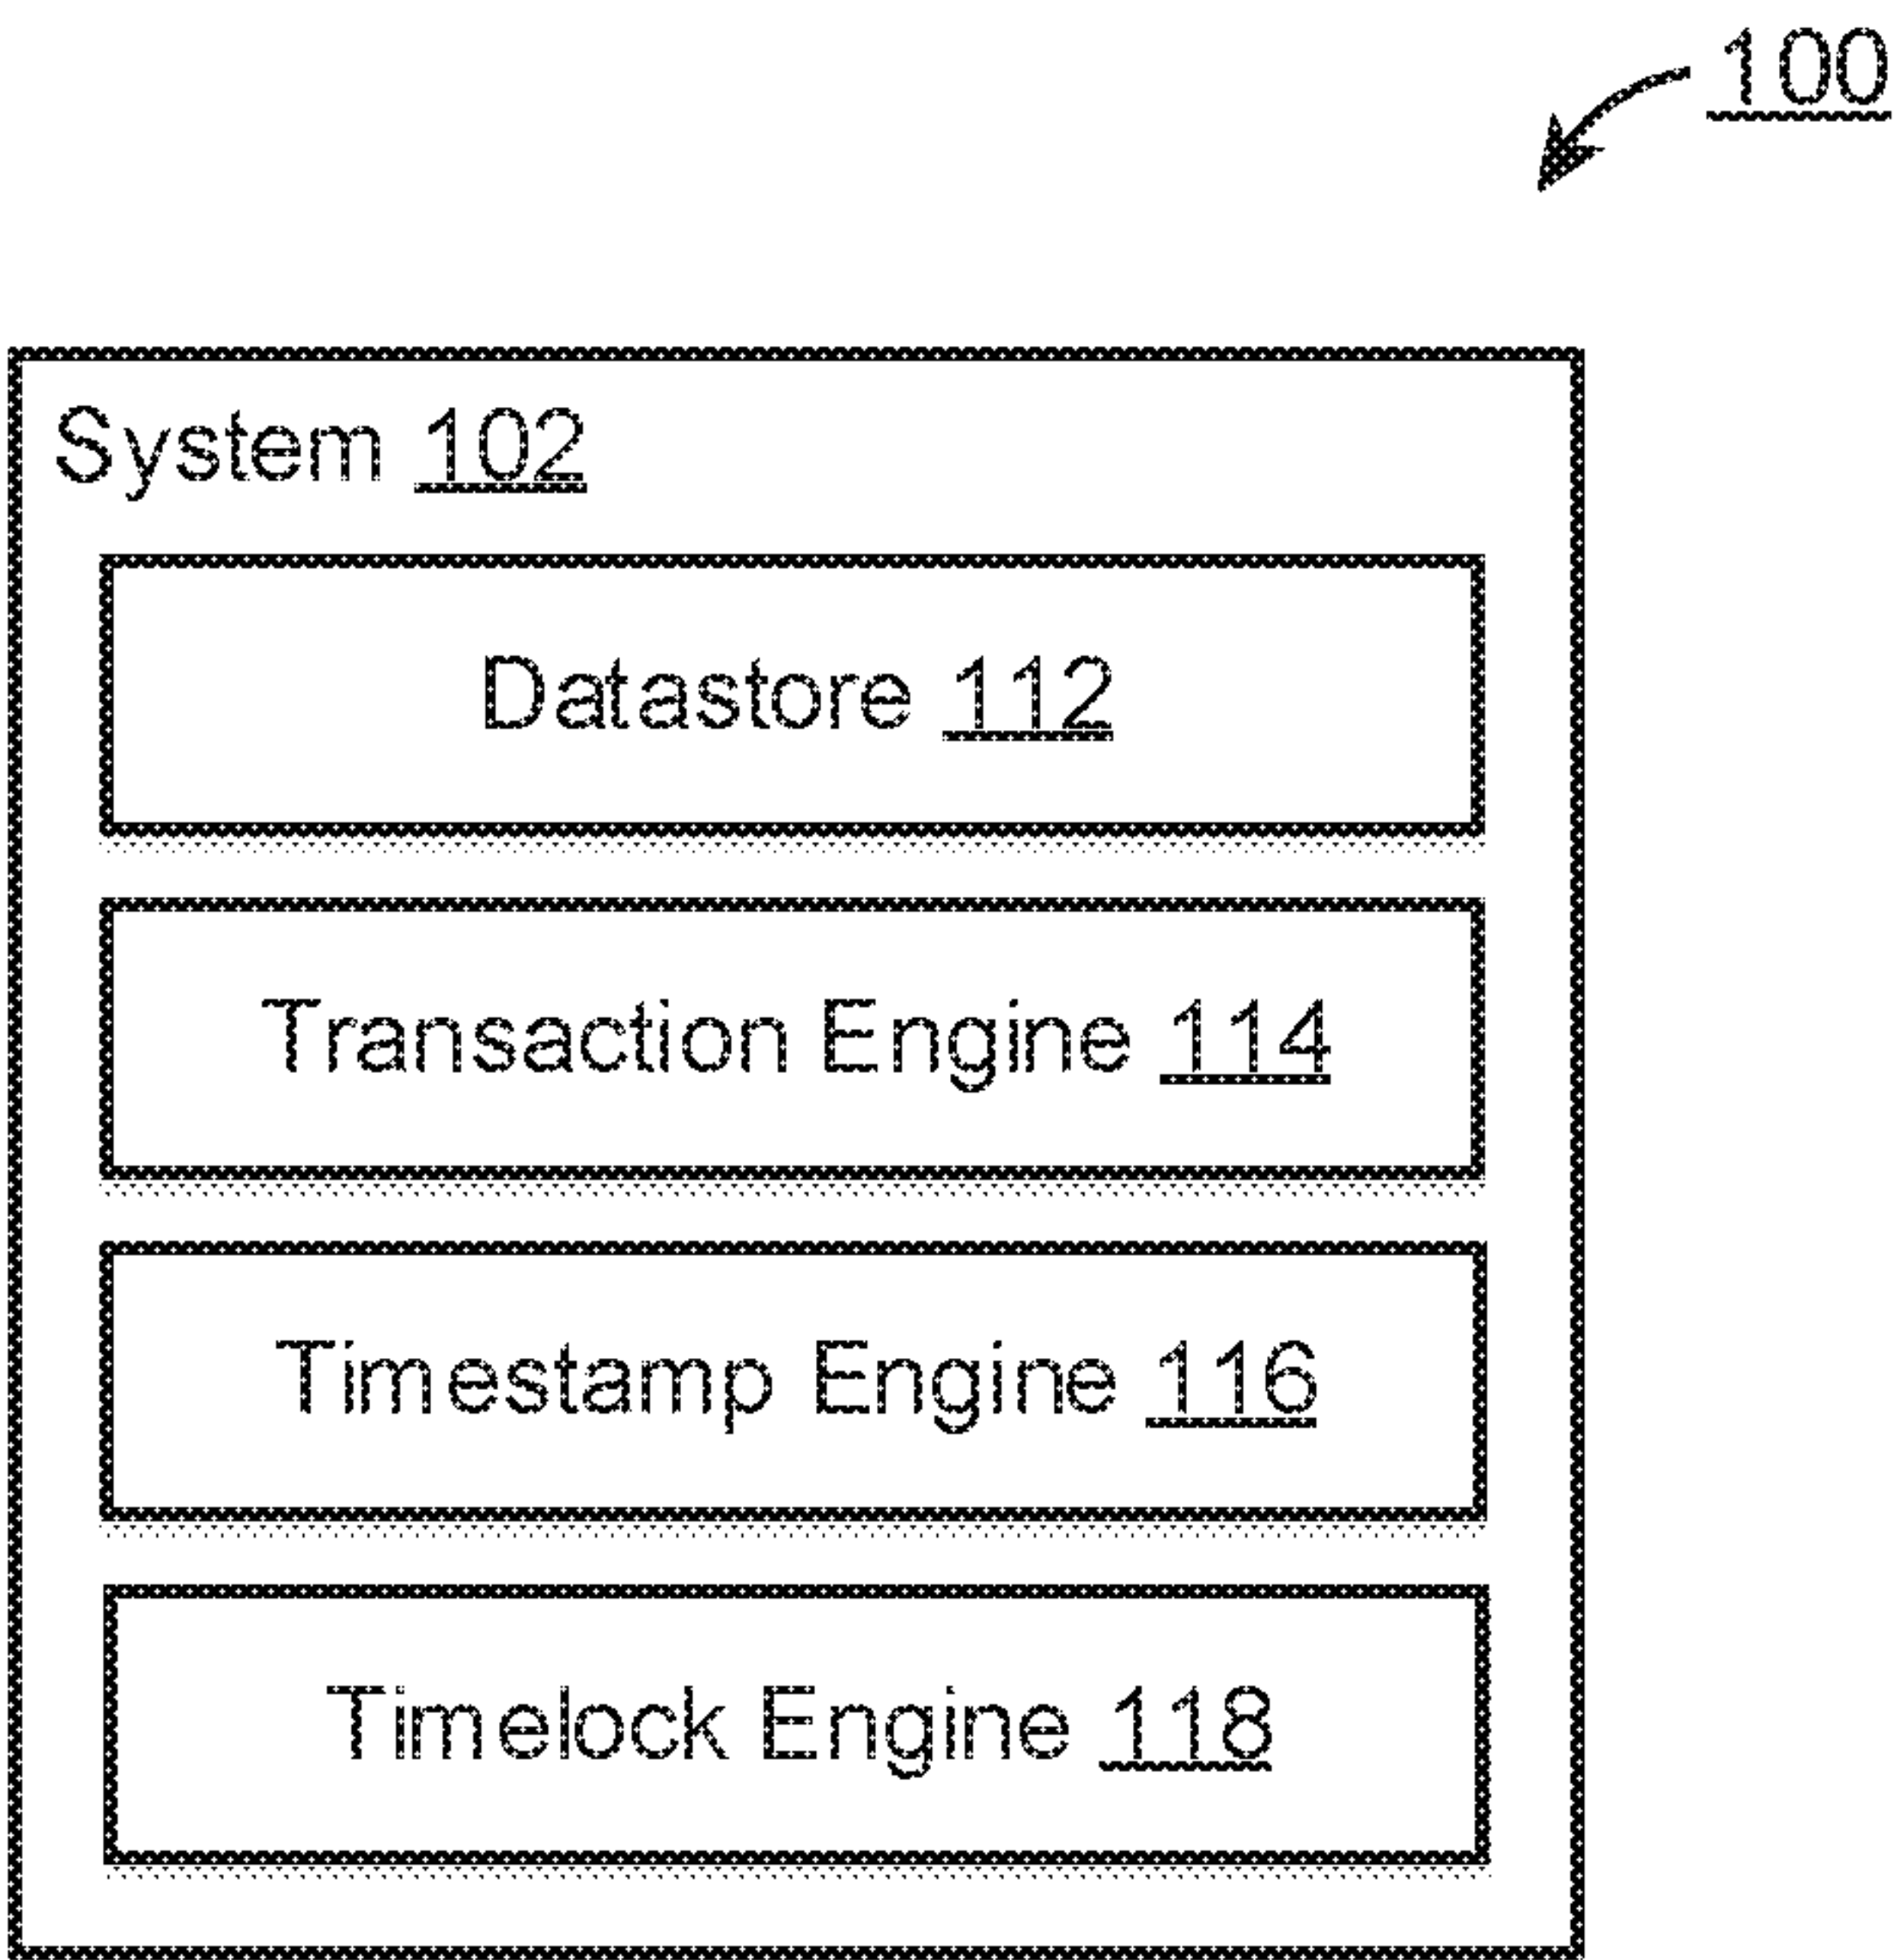 100
System 102
Datastore 112
Transaction Engine 114
Timestamp Engine 116
Timelock Engine 118